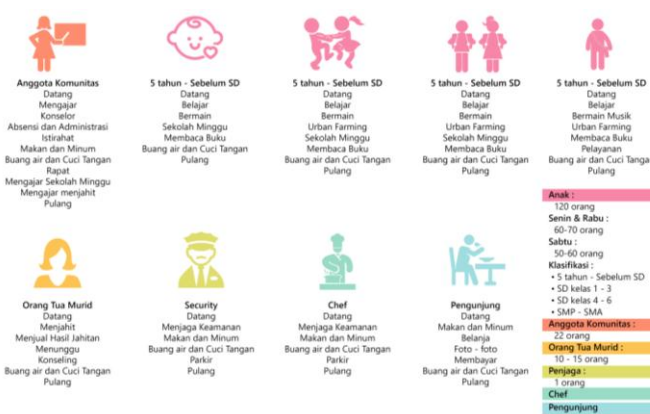 Anggota Komunitas
Datang
Mengajar
Konselor
Absensi dan Administrasi
Istirahat
Makan dan Minum
Buang air dan Cuci Tangan
Rapat
Mengajar Sekolah Minggu
Mengajar menjahit
Pulang
5 tahun - Sebelum SD
Datang
Belajar
Bermain
Sekolah Minggu
Membaca Buku
Buang air dan Cuci Tangan
Pulang
5 tahun - Sebelum SD
Datang
Belajar
Bermain
Urban Farming
Sekolah Minggu
Membaca Buku
Buang air dan Cuci Tangan
Pulang
5 tahun - Sebelum SD
Datang
Belajar
Bermain
Urban Farming
Sekolah Minggu
Membaca Buku
Buang air dan Cuci Tangan
Pulang
5 tahun - Sebelum SD
Datang
Belajar
Bermain Musik
Urban Farming
Membaca Buku
Pelayanan
Buang air dan Cuci Tanga
Pulang
Orang Tua Murid
Datang
Menjahit
Menjual Hasil Jahitan
Menunggu
Konseling
Buang air dan Cuci Tangan
Pulang
Security
Datang
Menjaga Keamanan
Makan dan Minum
Buang air dan Cuci Tangan
Parkir
Pulang
Chef
Datang
Menjaga Keamanan
Makan dan Minum
Buang air dan Cuci Tangan
Parkir
Pulang
Pengunjung
Datang
Makan dan Minum
Belanja
Foto - foto
Membayar
Buang air dan Cuci Tangan
Pulang
Anak :
120 orang
Senin & Rabu :
60-70 orang
Sabtu :
50-60 orang
Klasifikasi :
• 5 tahun - Sebelum SD
• SD kelas 1 - 3
• SD kelas 4 - 6
• SMP - SMA
Anggota Komunitas :
22 orang
Orang Tua Murid :
10 - 15 orang
Penjaga :
1 orang
Chef
Pengunjung